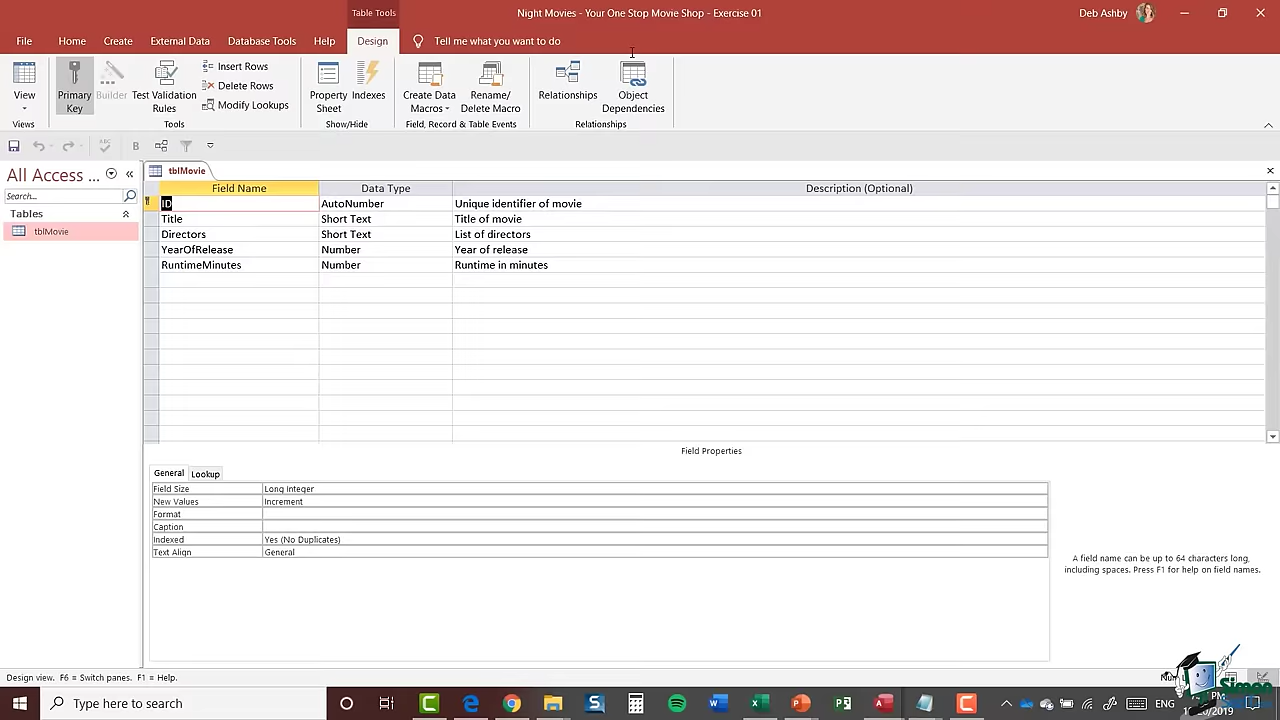 Table Tools
Night Movies - Your One Stop Movie Shop - Exercise 01
Deb Ashby
File Home Create External Data Database Tools Help Design Tell me what you want to do
View
Primary Key
Builder
Test Validation Rules
Insert Rows
Delete Rows
Modify Lookups
Property Sheet
Indexes
Create Data Macros
Rename/ Delete Macro
Relationships
Object Dependencies
Views Tools Show/Hide Field, Record & Table Events Relationships
ABC B
All Access ... «
tblMovie
Search...
Tables
tblMovie
Field Name Data Type Description (Optional)
ID AutoNumber Unique identifier of movie
Title Short Text Title of movie
Directors Short Text List of directors
YearOfRelease Number Year of release
RuntimeMinutes Number Runtime in minutes
Field Properties
General Lookup
Field Size Long Integer
New Values Increment
Format
Caption
Indexed Yes (No Duplicates)
Text Align General
A field name can be up to 64 characters long,
including spaces. Press F1 for help on field names.
Design view. F6 = Switch panes. F1 = Help.
Type here to search
ENG
PM